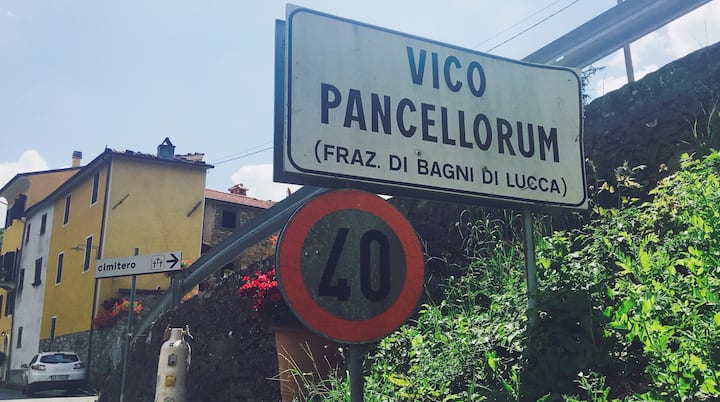 VICO
PANCELLORUM
(FRAZ. DI BAGNI DI LUCCA)
40
cimitero